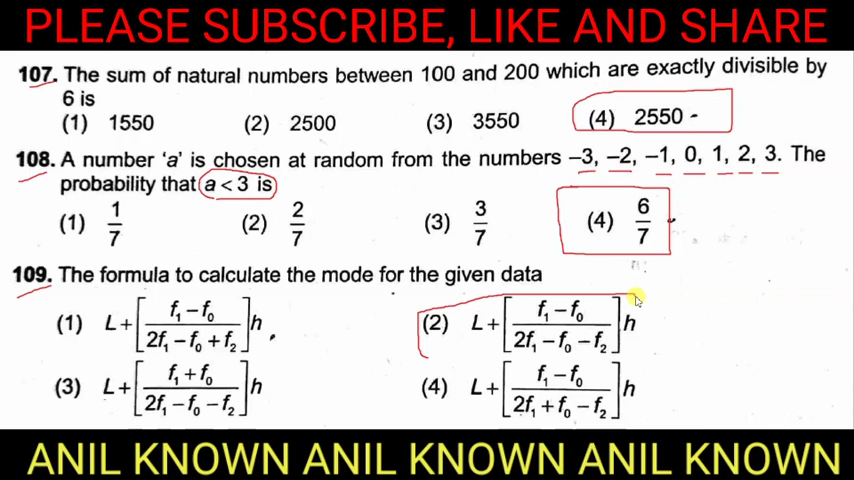 PLEASE SUBSCRIBE, LIKE AND SHARE
107. The sum of natural numbers between 100 and 200 which are exactly divisible by
6 is
(1) 1550 (2) 2500 (3) 3550 (4) 2550
108. A number 'a' is chosen at random from the numbers –3, –2, –1, 0, 1, 2, 3. The
probability that a < 3 is
(1) 1/7 (2) 2/7 (3) 3/7 (4) 6/7
109. The formula to calculate the mode for the given data
(1) L+[(f₁–f₀)/(2f₁–f₀+f₂)]h (2) L+[(f₁–f₀)/(2f₁–f₀–f₂)]h
(3) L+[(f₁+f₀)/(2f₁–f₀–f₂)]h (4) L+[(f₁–f₀)/(2f₁+f₀–f₂)]h
ANIL KNOWN ANIL KNOWN ANIL KNOWN